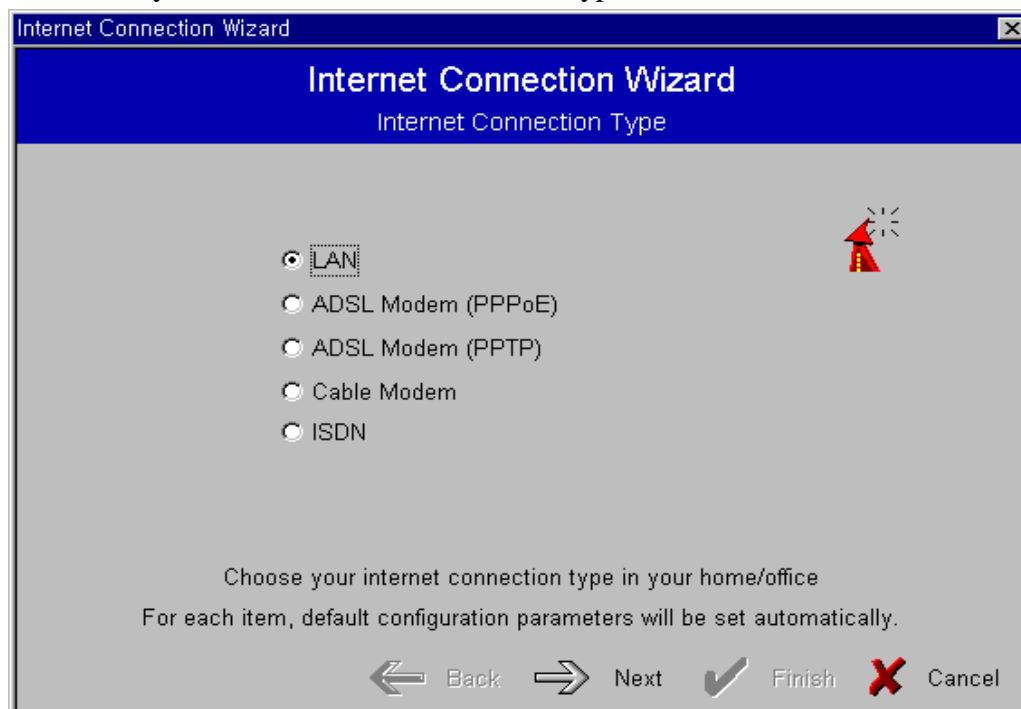 Internet Connection Wizard
Internet Connection Wizard
Internet Connection Type
LAN
ADSL Modem (PPPoE)
ADSL Modem (PPTP)
Cable Modem
ISDN
Choose your internet connection type in your home/office
For each item, default configuration parameters will be set automatically.
Back Next Finish Cancel